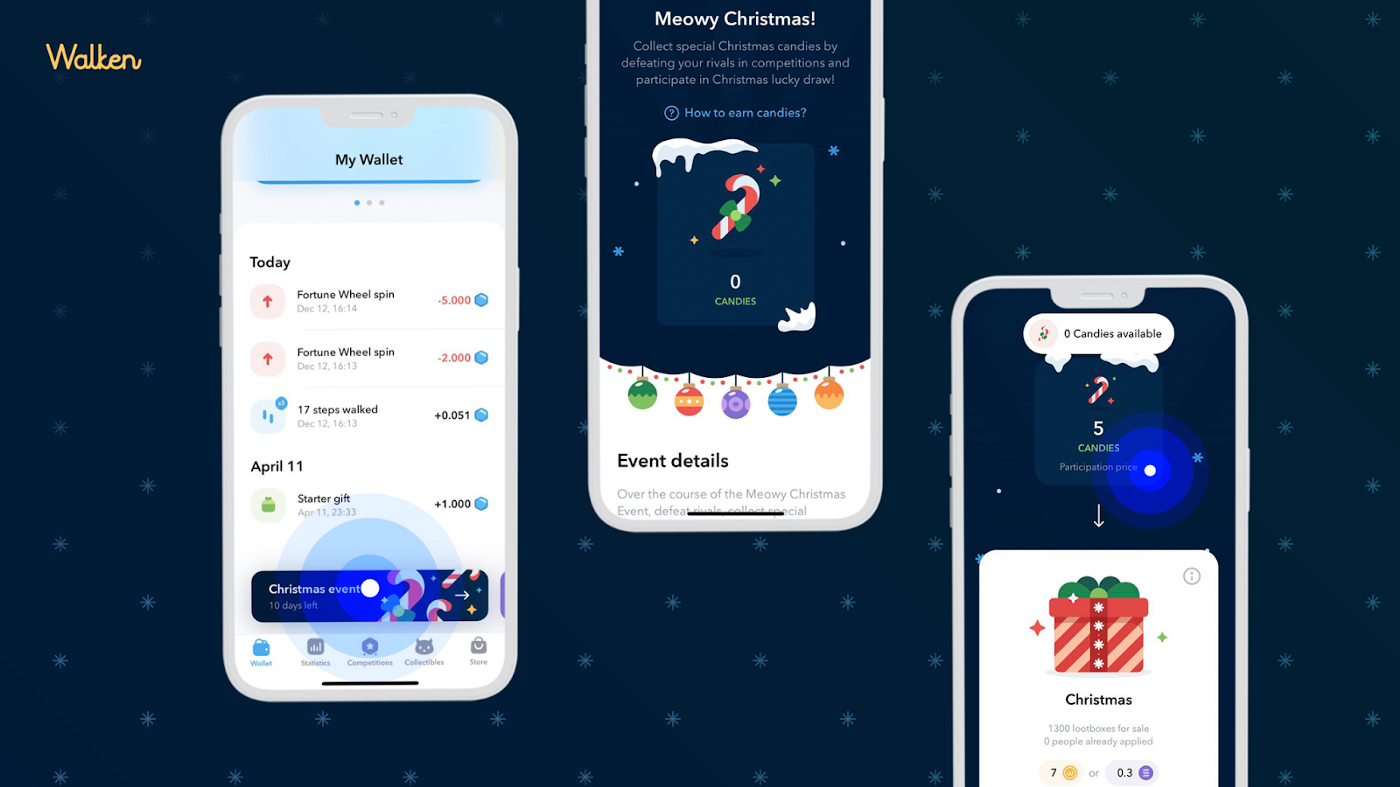 Walken
My Wallet
Today
Fortune Wheel spin
-5.000
Dec 12, 16:14
Fortune Wheel spin
-2.000
Dec 12, 16:13
x3
17 steps walked
+0.051
Dec 12, 16:13
April 11
Starter gift
+1.000
Apr 11, 23:33
Christmas event
10 days left
Wallet
Statistics
Competitions
Collectibles
Store
Meowy Christmas!
Collect special Christmas candies by
defeating your rivals in competitions and
participate in Christmas lucky draw!
? How to earn candies?
0
CANDIES
Event details
Over the course of the Meowy Christmas
Event, defeat rivals, collect special
0 Candies available
5
CANDIES
Participation price
Christmas
1300 lootboxes for sale
0 people already applied
7 or 0.3